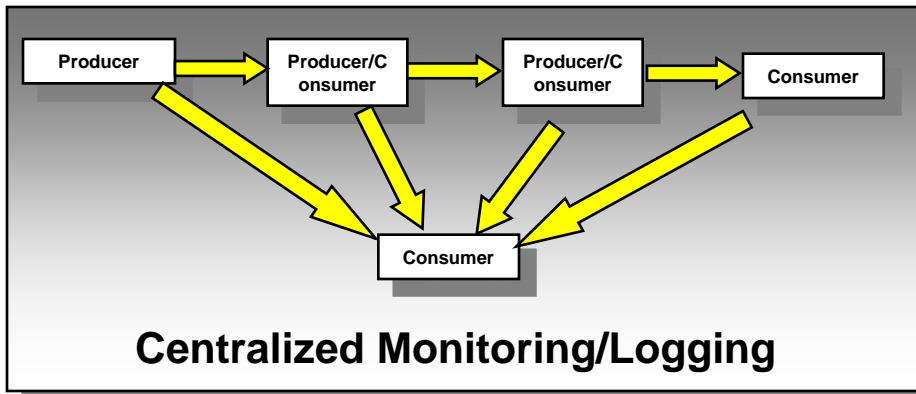 Producer
Producer/C
onsumer
Producer/C
onsumer
Consumer
Consumer
Centralized Monitoring/Logging